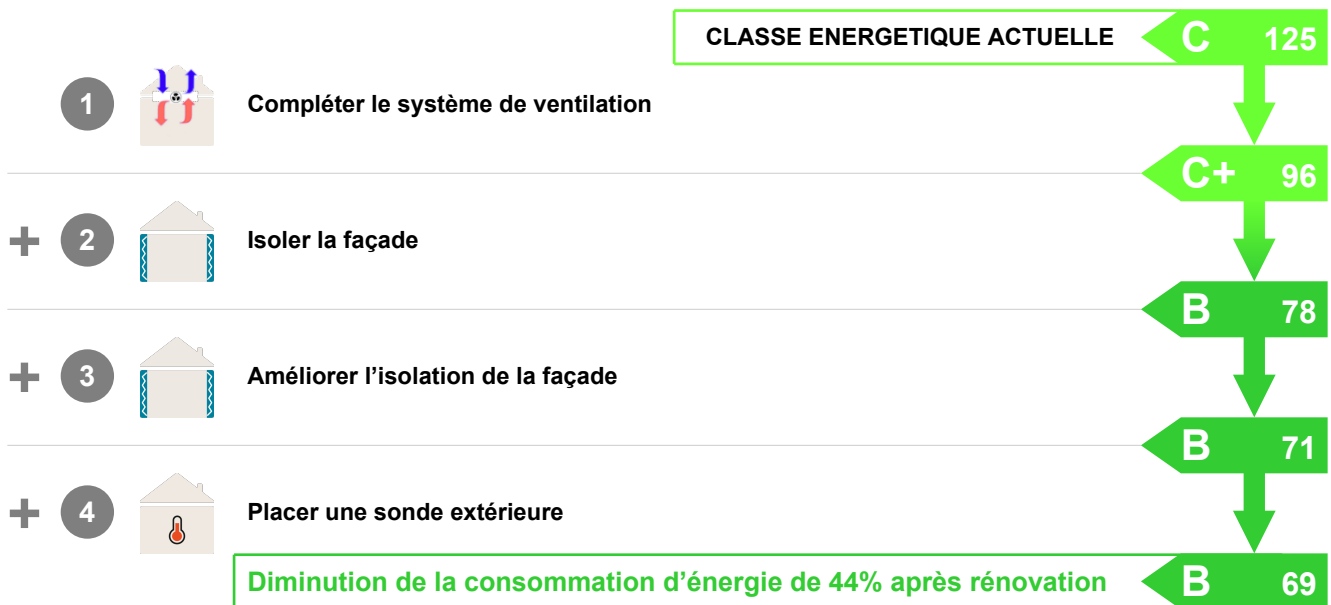 CLASSE ENERGETIQUE ACTUELLE C 125
1 Compléter le système de ventilation
C+ 96
+ 2 Isoler la façade
B 78
+ 3 Améliorer l’isolation de la façade
B 71
+ 4 Placer une sonde extérieure
Diminution de la consommation d’énergie de 44% après rénovation B 69